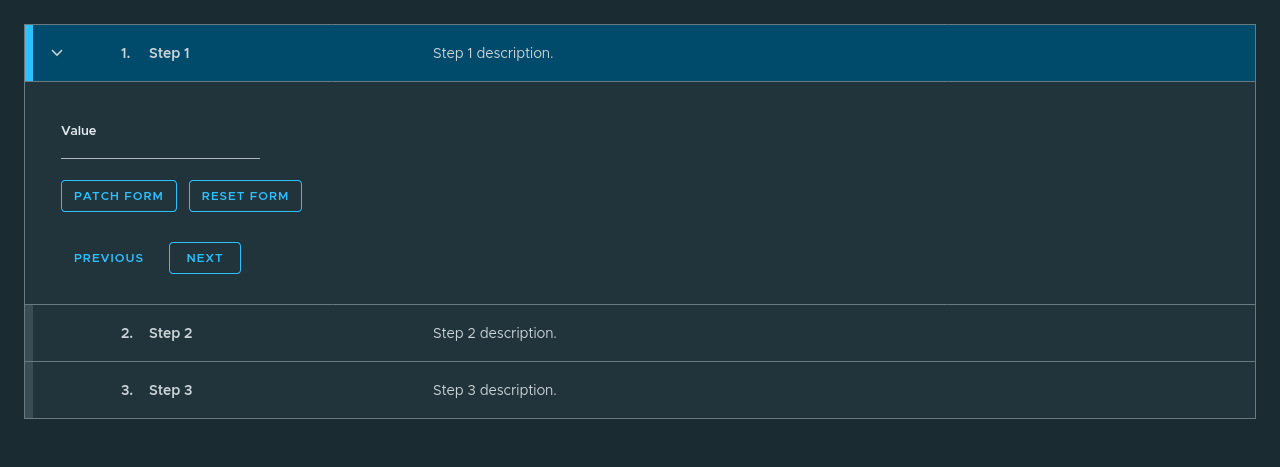 1. Step 1 Step 1 description.
Value
PATCH FORM RESET FORM
PREVIOUS NEXT
2. Step 2 Step 2 description.
3. Step 3 Step 3 description.